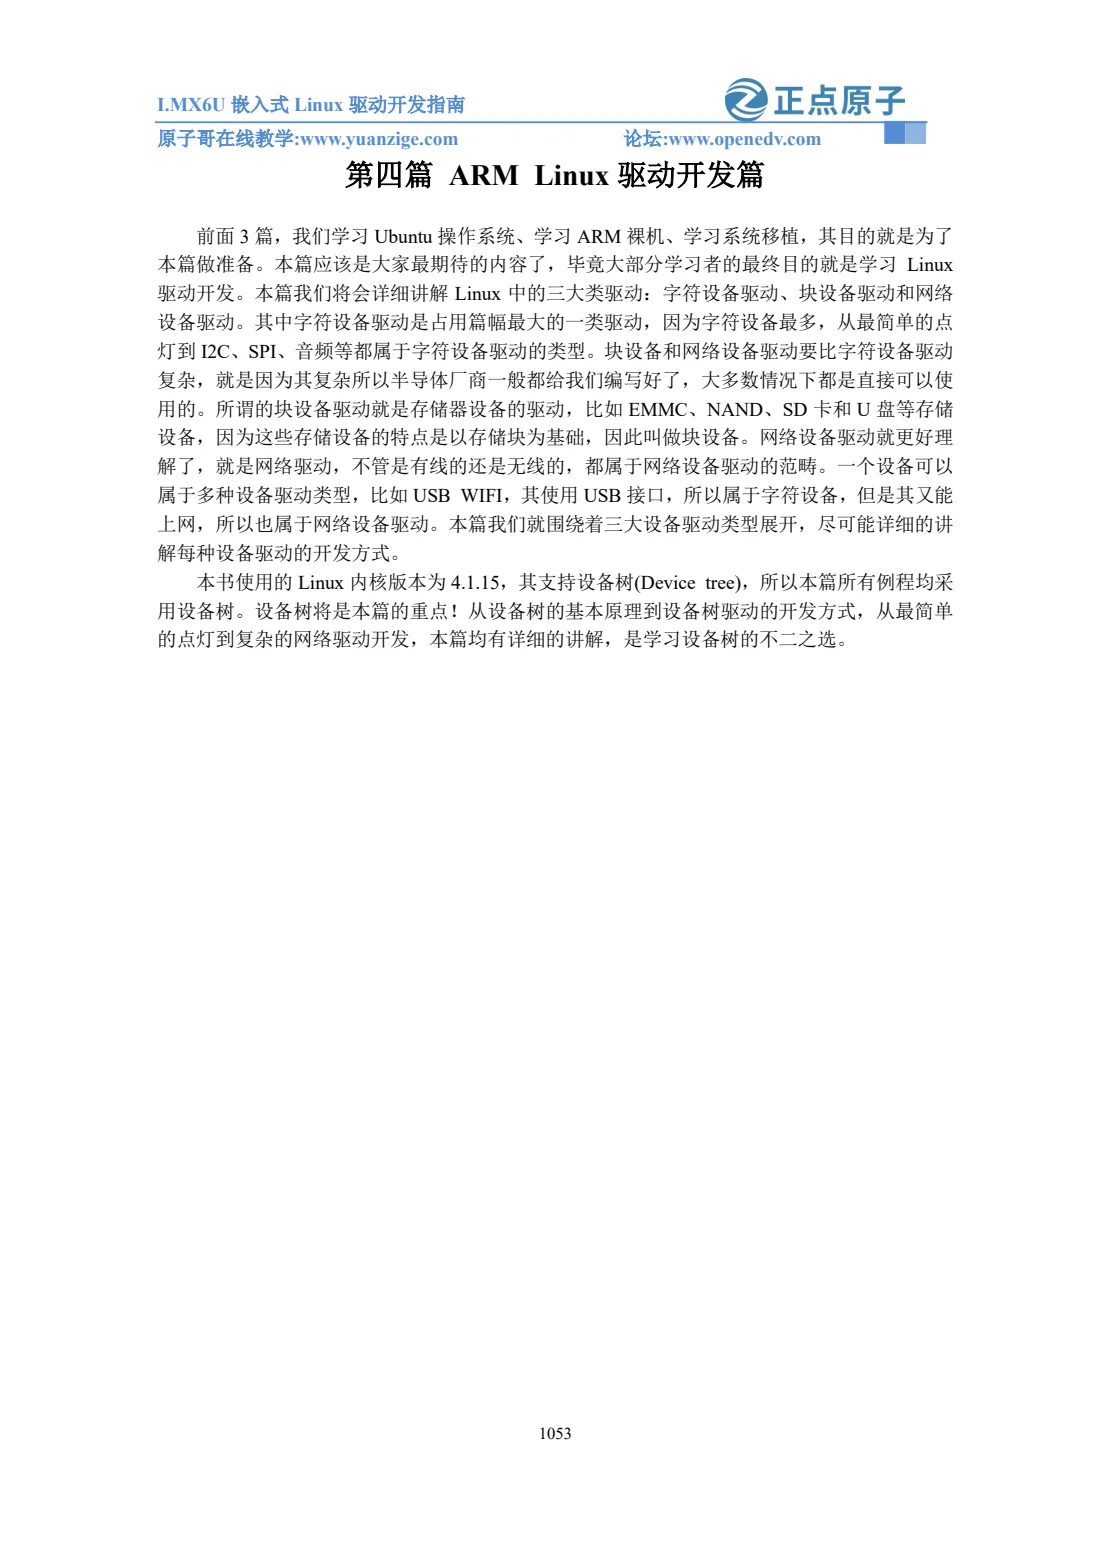 I.MX6U 嵌入式 Linux 驱动开发指南
正点原子
原子哥在线教学:www.yuanzige.com 论坛:www.openedv.com
第四篇 ARM Linux 驱动开发篇
前面 3 篇，我们学习 Ubuntu 操作系统、学习 ARM 裸机、学习系统移植，其目的就是为了
本篇做准备。本篇应该是大家最期待的内容了，毕竟大部分学习者的最终目的就是学习 Linux
驱动开发。本篇我们将会详细讲解 Linux 中的三大类驱动：字符设备驱动、块设备驱动和网络
设备驱动。其中字符设备驱动是占用篇幅最大的一类驱动，因为字符设备最多，从最简单的点
灯到 I2C、SPI、音频等都属于字符设备驱动的类型。块设备和网络设备驱动要比字符设备驱动
复杂，就是因为其复杂所以半导体厂商一般都给我们编写好了，大多数情况下都是直接可以使
用的。所谓的块设备驱动就是存储器设备的驱动，比如 EMMC、NAND、SD 卡和 U 盘等存储
设备，因为这些存储设备的特点是以存储块为基础，因此叫做块设备。网络设备驱动就更好理
解了，就是网络驱动，不管是有线的还是无线的，都属于网络设备驱动的范畴。一个设备可以
属于多种设备驱动类型，比如 USB WIFI，其使用 USB 接口，所以属于字符设备，但是其又能
上网，所以也属于网络设备驱动。本篇我们就围绕着三大设备驱动类型展开，尽可能详细的讲
解每种设备驱动的开发方式。
本书使用的 Linux 内核版本为 4.1.15，其支持设备树(Device tree)，所以本篇所有例程均采
用设备树。设备树将是本篇的重点！从设备树的基本原理到设备树驱动的开发方式，从最简单
的点灯到复杂的网络驱动开发，本篇均有详细的讲解，是学习设备树的不二之选。
1053